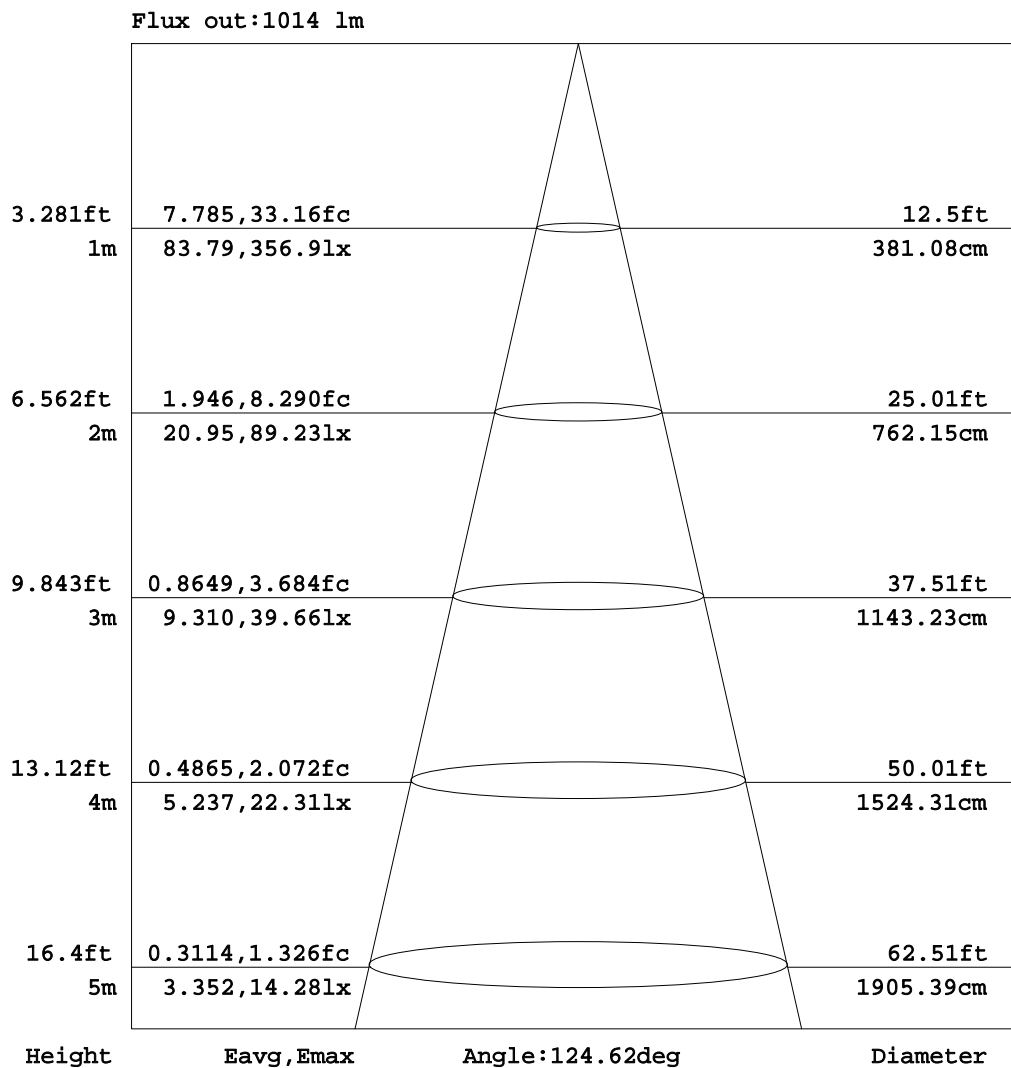 Flux out:1014 lm
3.281ft 7.785,33.16fc 12.5ft
1m 83.79,356.9lx 381.08cm
6.562ft 1.946,8.290fc 25.01ft
2m 20.95,89.23lx 762.15cm
9.843ft 0.8649,3.684fc 37.51ft
3m 9.310,39.66lx 1143.23cm
13.12ft 0.4865,2.072fc 50.01ft
4m 5.237,22.31lx 1524.31cm
16.4ft 0.3114,1.326fc 62.51ft
5m 3.352,14.28lx 1905.39cm
Height Eavg,Emax Angle:124.62deg Diameter